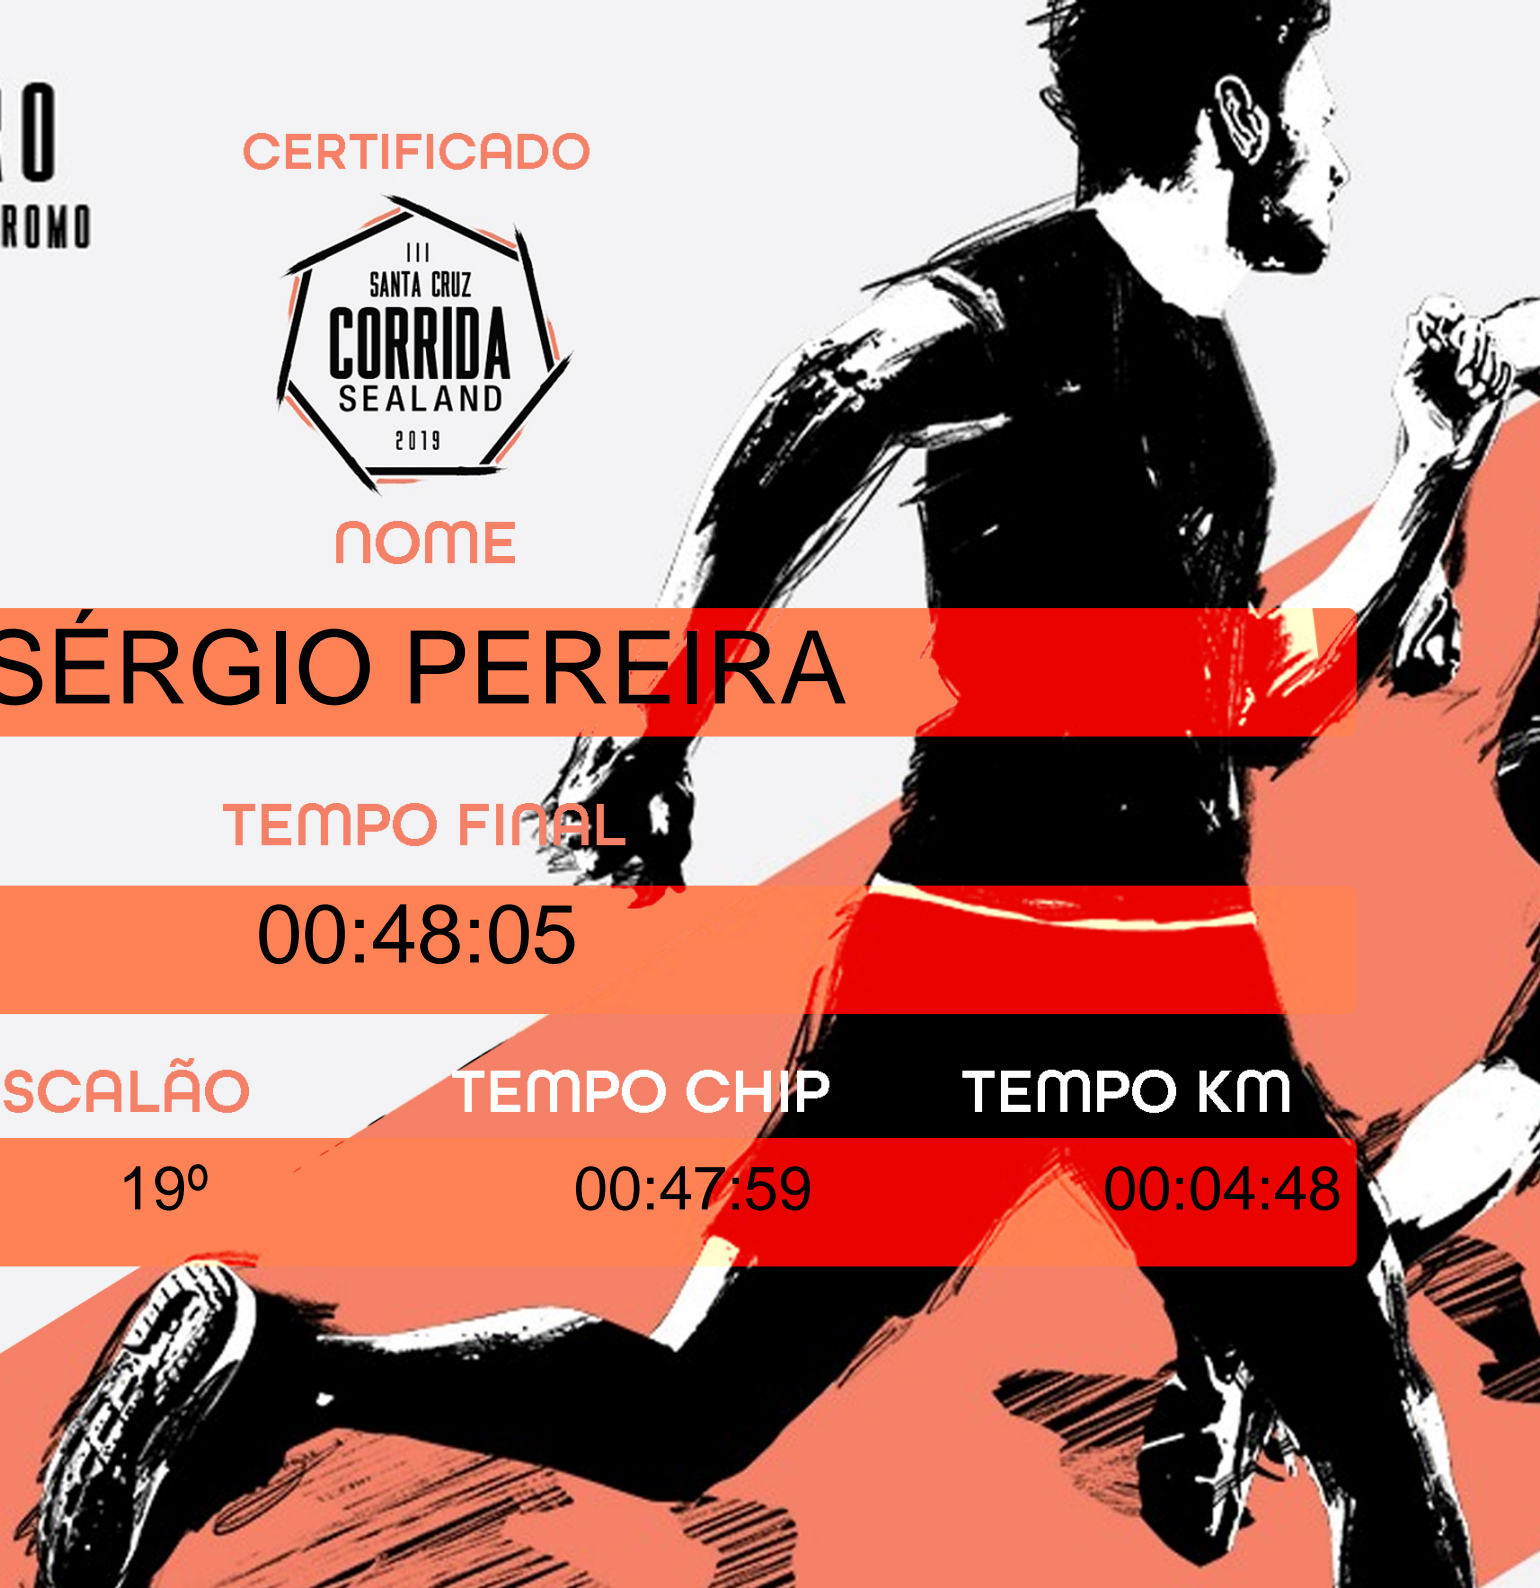 RO
ROMO
CERTIFICADO
III
SANTA CRUZ
CORRIDA
SEALAND
2019
NOME
SÉRGIO PEREIRA
TEMPO FINAL
00:48:05
SCALÃO TEMPO CHIP TEMPO KM
19º 00:47:59 00:04:48